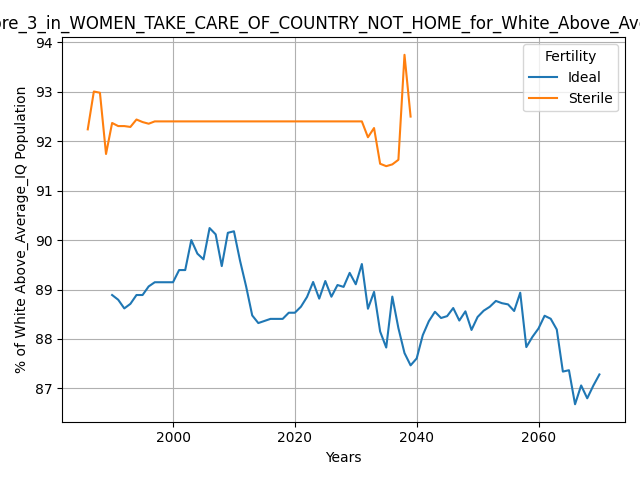 ore_3_in_WOMEN_TAKE_CARE_OF_COUNTRY_NOT_HOME_for_White_Above_Ave
Fertility
Ideal
Sterile
% of White Above_Average_IQ Population
94
93
92
91
90
89
88
87
2000
2020
2040
2060
Years